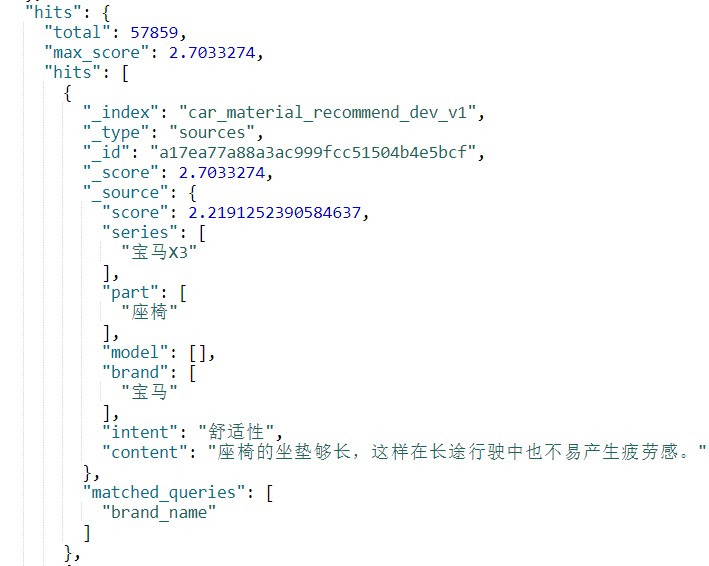 "hits": {
"total": 57859,
"max_score": 2.7033274,
"hits": [
{
"_index": "car_material_recommend_dev_v1",
"_type": "sources",
"_id": "a17ea77a88a3ac999fcc51504b4e5bcf",
"_score": 2.7033274,
"_source": {
"score": 2.2191252390584637,
"series": [
"宝马X3"
],
"part": [
"座椅"
],
"model": [],
"brand": [
"宝马"
],
"intent": "舒适性",
"content": "座椅的坐垫够长，这样在长途行驶中也不易产生疲劳感。"
},
"matched_queries": [
"brand_name"
]
},